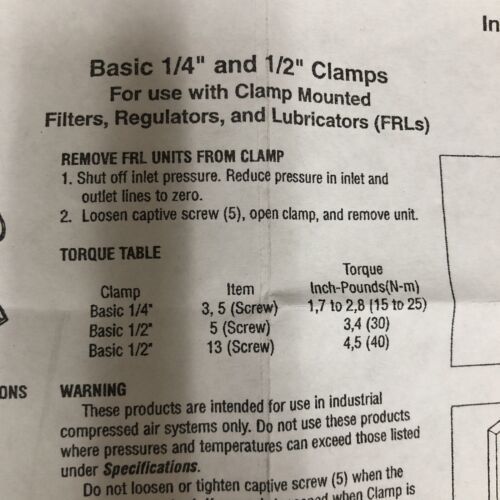 In
Basic 1/4" and 1/2" Clamps
For use with Clamp Mounted
Filters, Regulators, and Lubricators (FRLs)
REMOVE FRL UNITS FROM CLAMP
1. Shut off inlet pressure. Reduce pressure in inlet and
outlet lines to zero.
2. Loosen captive screw (5), open clamp, and remove unit.
TORQUE TABLE
Torque
Clamp Item Inch-Pounds(N-m)
Basic 1/4" 3, 5 (Screw) 1,7 to 2,8 (15 to 25)
Basic 1/2" 5 (Screw) 3,4 (30)
Basic 1/2" 13 (Screw) 4,5 (40)
ONS
WARNING
These products are intended for use in industrial
compressed air systems only. Do not use these products
where pressures and temperatures can exceed those listed
under Specifications.
Do not loosen or tighten captive screw (5) when the
when Clamp is